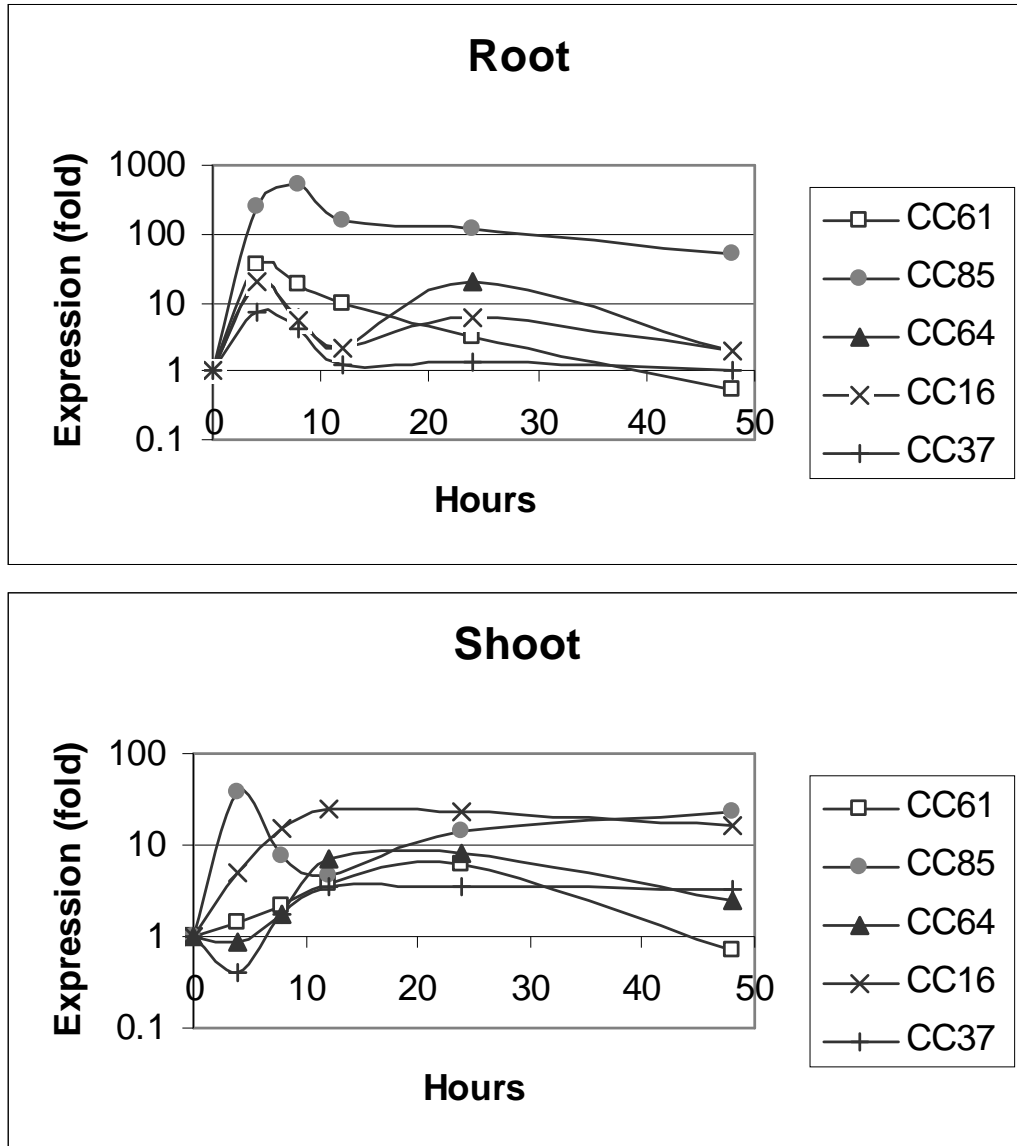 Root
Expression (fold)
1000
100
10
1
0.1
0 10 20 30 40 50
Hours
CC61
CC85
CC64
CC16
CC37
Shoot
Expression (fold)
100
10
1
0.1
0 10 20 30 40 50
Hours
CC61
CC85
CC64
CC16
CC37